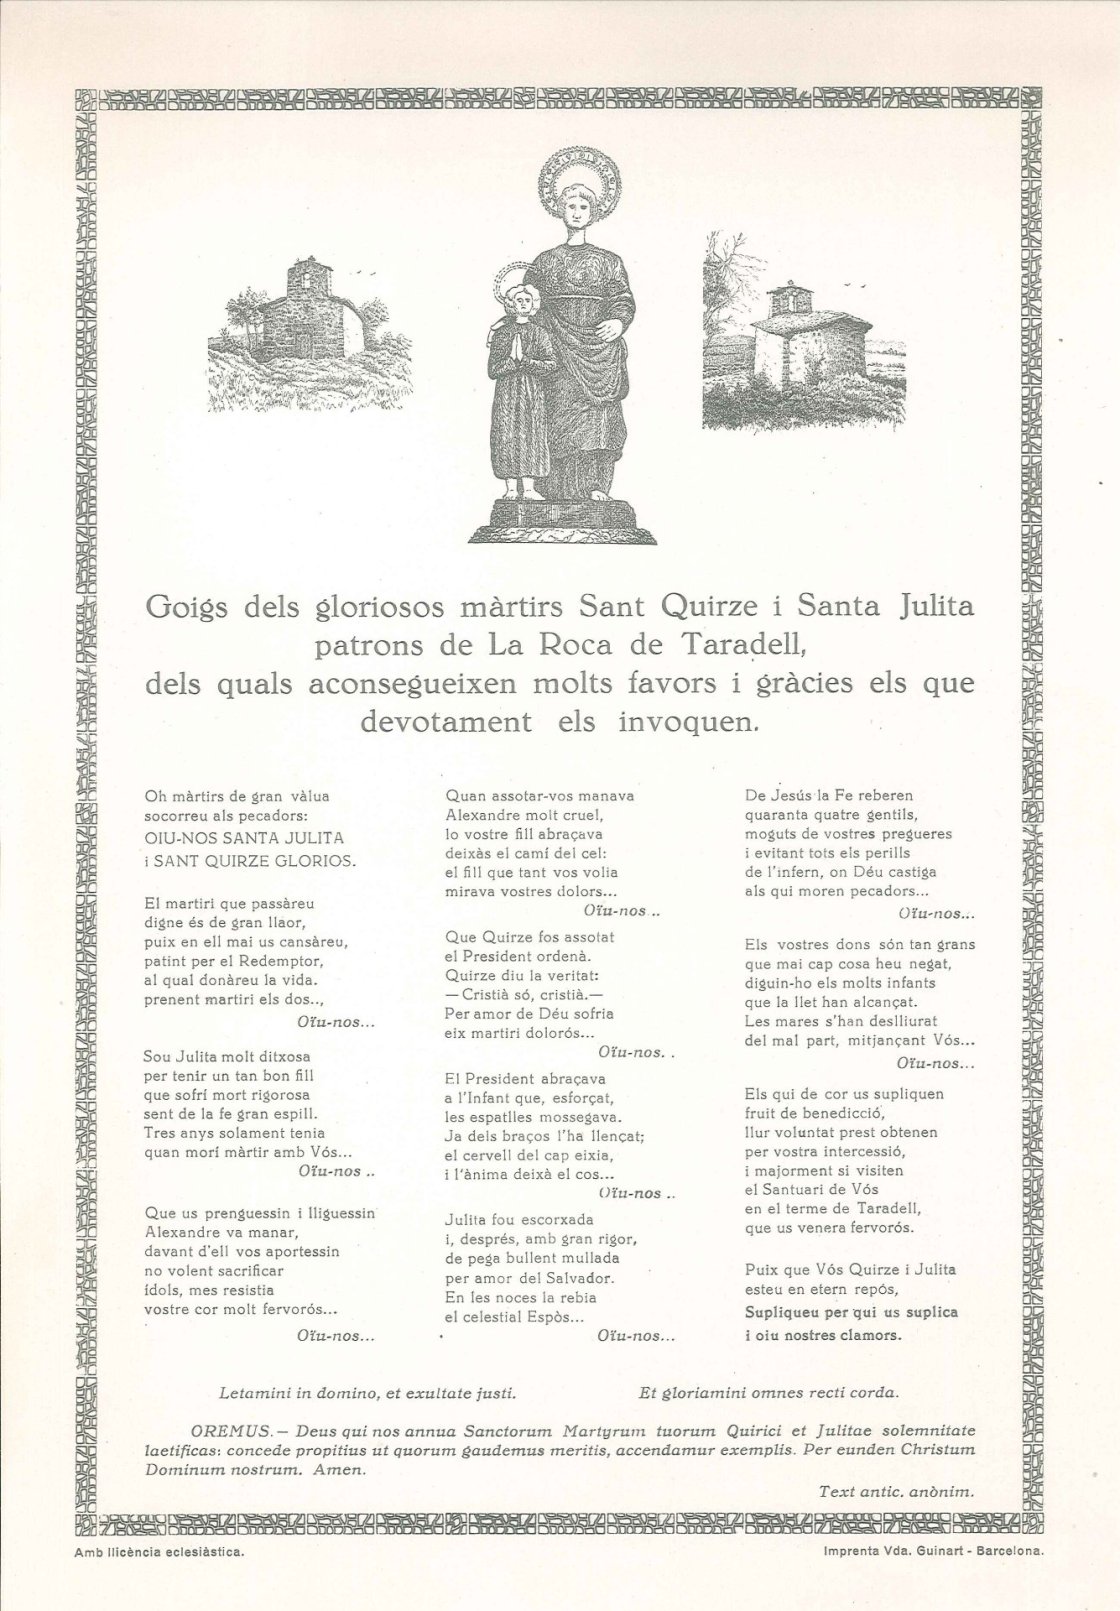 Goigs dels gloriosos màrtirs Sant Quirze i Santa Julita
patrons de La Roca de Taradell,
dels quals aconsegueixen molts favors i gràcies els que
devotament els invoquen.
Oh màrtirs de gran vàlua
socorreu als pecadors:
OIU-NOS SANTA JULITA
i SANT QUIRZE GLORIOS.
El martiri que passàreu
digne és de gran llaor,
puix en ell mai us cansàreu,
patint per el Redemptor,
al qual donàreu la vida.
prenent martiri els dos..,
Oïu-nos...
Sou Julita molt ditxosa
per tenir un tan bon fill
que sofrí mort rigorosa
sent de la fe gran espill.
Tres anys solament tenia
quan morí màrtir amb Vós...
Oïu-nos ..
Que us prenguessin i lliguessin
Alexandre va manar,
davant d'ell vos aportessin
no volent sacrificar
ídols, mes resistia
vostre cor molt fervorós...
Oïu-nos...
Quan assotar-vos manava
Alexandre molt cruel,
lo vostre fill abraçava
deixàs el camí del cel:
el fill que tant vos volia
mirava vostres dolors...
Oïu-nos ..
Que Quirze fos assotat
el President ordenà.
Quirze diu la veritat:
— Cristià só, cristià.—
Per amor de Déu sofria
eix martiri dolorós...
Oïu-nos. .
El President abraçava
a l'Infant que, esforçat,
les espatlles mossegava.
Ja dels braços l'ha llençat;
el cervell del cap eixia,
i l'ànima deixà el cos...
Oïu-nos ..
Julita fou escorxada
i, després, amb gran rigor,
de pega bullent mullada
per amor del Salvador.
En les noces la rebia
el celestial Espòs...
Oïu-nos...
De Jesús la Fe reberen
quaranta quatre gentils,
moguts de vostres pregueres
i evitant tots els perills
de l'infern, on Déu castiga
als qui moren pecadors...
Oïu-nos...
Els vostres dons són tan grans
que mai cap cosa heu negat,
diguin-ho els molts infants
que la llet han alcançat.
Les mares s'han deslliurat
del mal part, mitjançant Vós...
Oïu-nos...
Els qui de cor us supliquen
fruit de benedicció,
llur voluntat prest obtenen
per vostra intercessió,
i majorment si visiten
el Santuari de Vós
en el terme de Taradell,
que us venera fervorós.
Puix que Vós Quirze i Julita
esteu en etern repós,
Supliqueu per qui us suplica
i oiu nostres clamors.
Letamini in domino, et exultate justi. Et gloriamini omnes recti corda.
OREMUS.— Deus qui nos annua Sanctorum Martyrum tuorum Quirici et Julitae solemnitate
laetificas: concede propitius ut quorum gaudemus meritis, accendamur exemplis. Per eunden Christum
Dominum nostrum. Amen.
Text antic. anònim.
Amb llicència eclesiàstica. Imprenta Vda. Guinart - Barcelona.